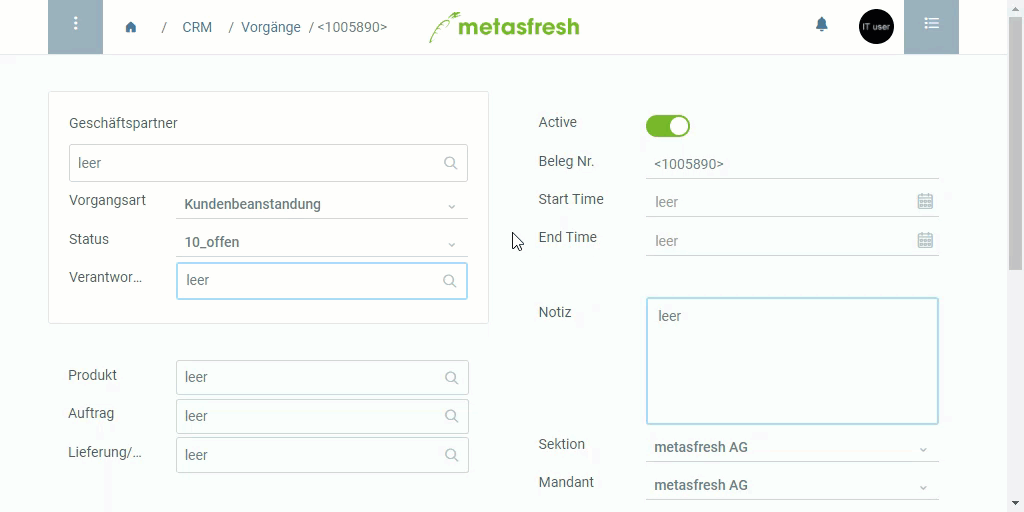 / CRM / Vorgänge / <1005890>
metasfresh
IT user
Geschäftspartner
leer
Vorgangsart
Kundenbeanstandung
Status
10_offen
Verantwor...
leer
Produkt
leer
Auftrag
leer
Lieferung/...
leer
Active
Beleg Nr.
<1005890>
Start Time
leer
End Time
leer
Notiz
leer
Sektion
metasfresh AG
Mandant
metasfresh AG